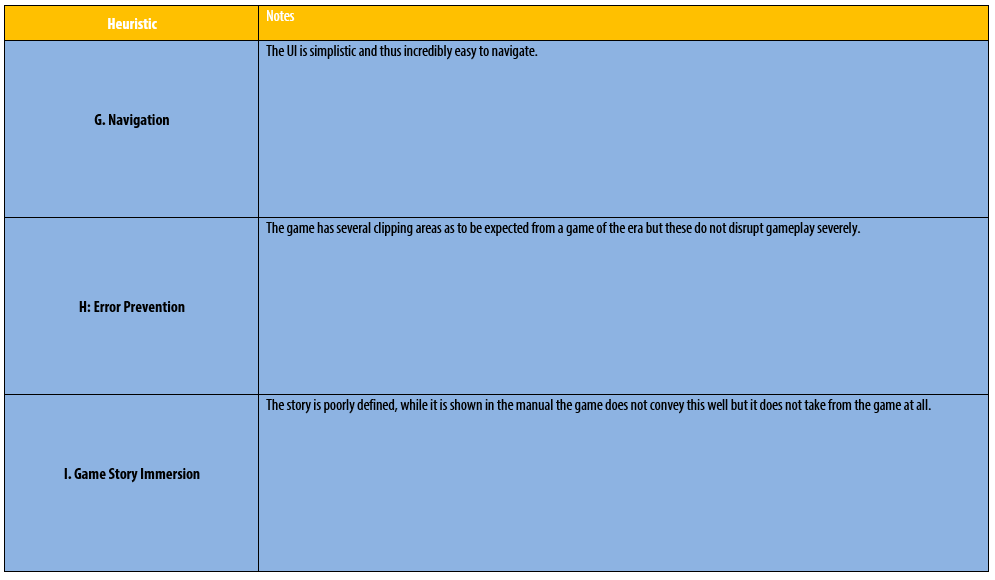 Heuristic
Notes
G. Navigation
The UI is simplistic and thus incredibly easy to navigate.
H: Error Prevention
The game has several clipping areas as to be expected from a game of the era but these do not disrupt gameplay severely.
I. Game Story Immersion
The story is poorly defined, while it is shown in the manual the game does not convey this well but it does not take from the game at all.